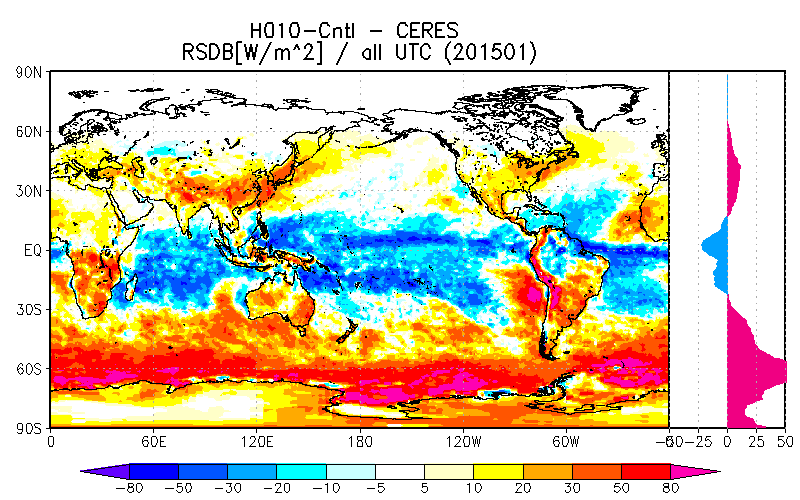 H010-Cntl - CERES
RSDB[W/m^2] / all UTC (201501)
90N
60N
30N
EQ
30S
60S
90S
0 60E 120E 180 120W 60W -25 0 25 50
-80 -50 -30 -20 -10 -5 5 10 20 30 50 80